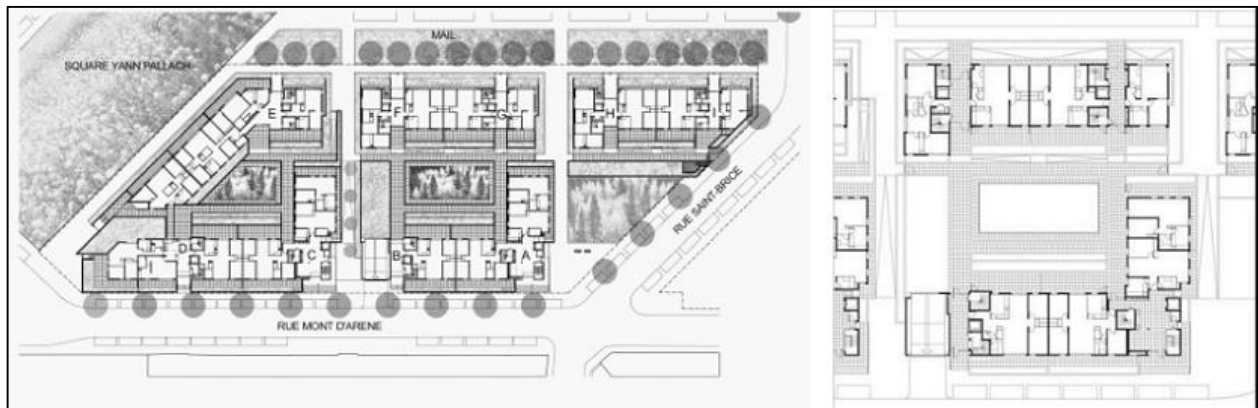 MAIL
SQUARE YANN PALLACH
E
F
G
H
I
RUE SAINT-BRICE
D
C
B
A
RUE MONT D'ARENE